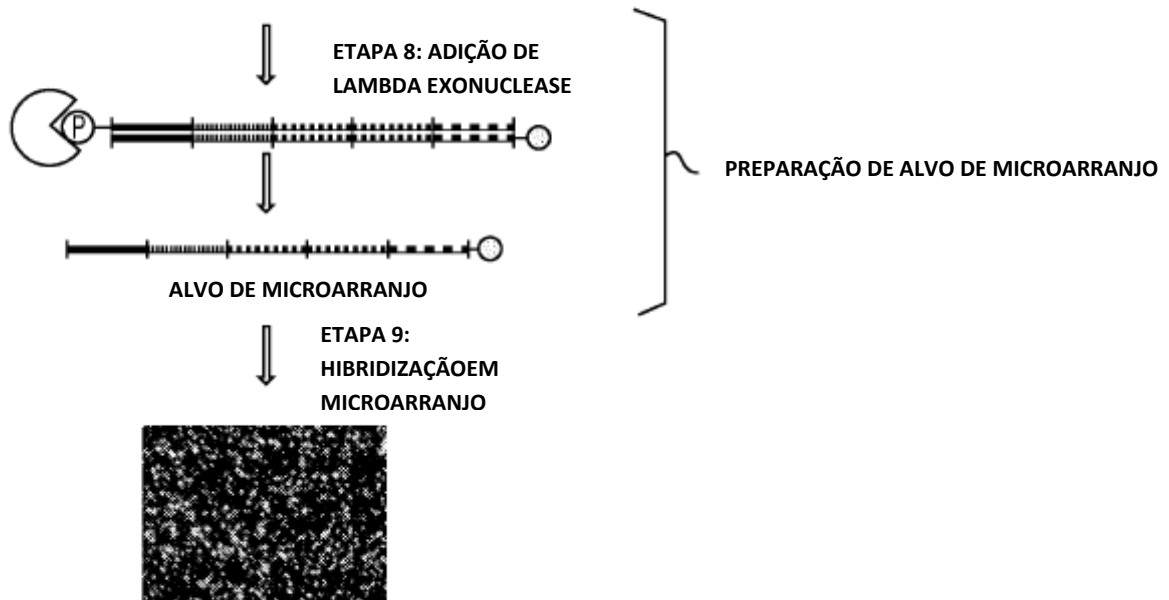 ETAPA 8: ADIÇÃO DE
LAMBDA EXONUCLEASE
P
PREPARAÇÃO DE ALVO DE MICROARRANJO
ALVO DE MICROARRANJO
ETAPA 9:
HIBRIDIZAÇÃOEM
MICROARRANJO